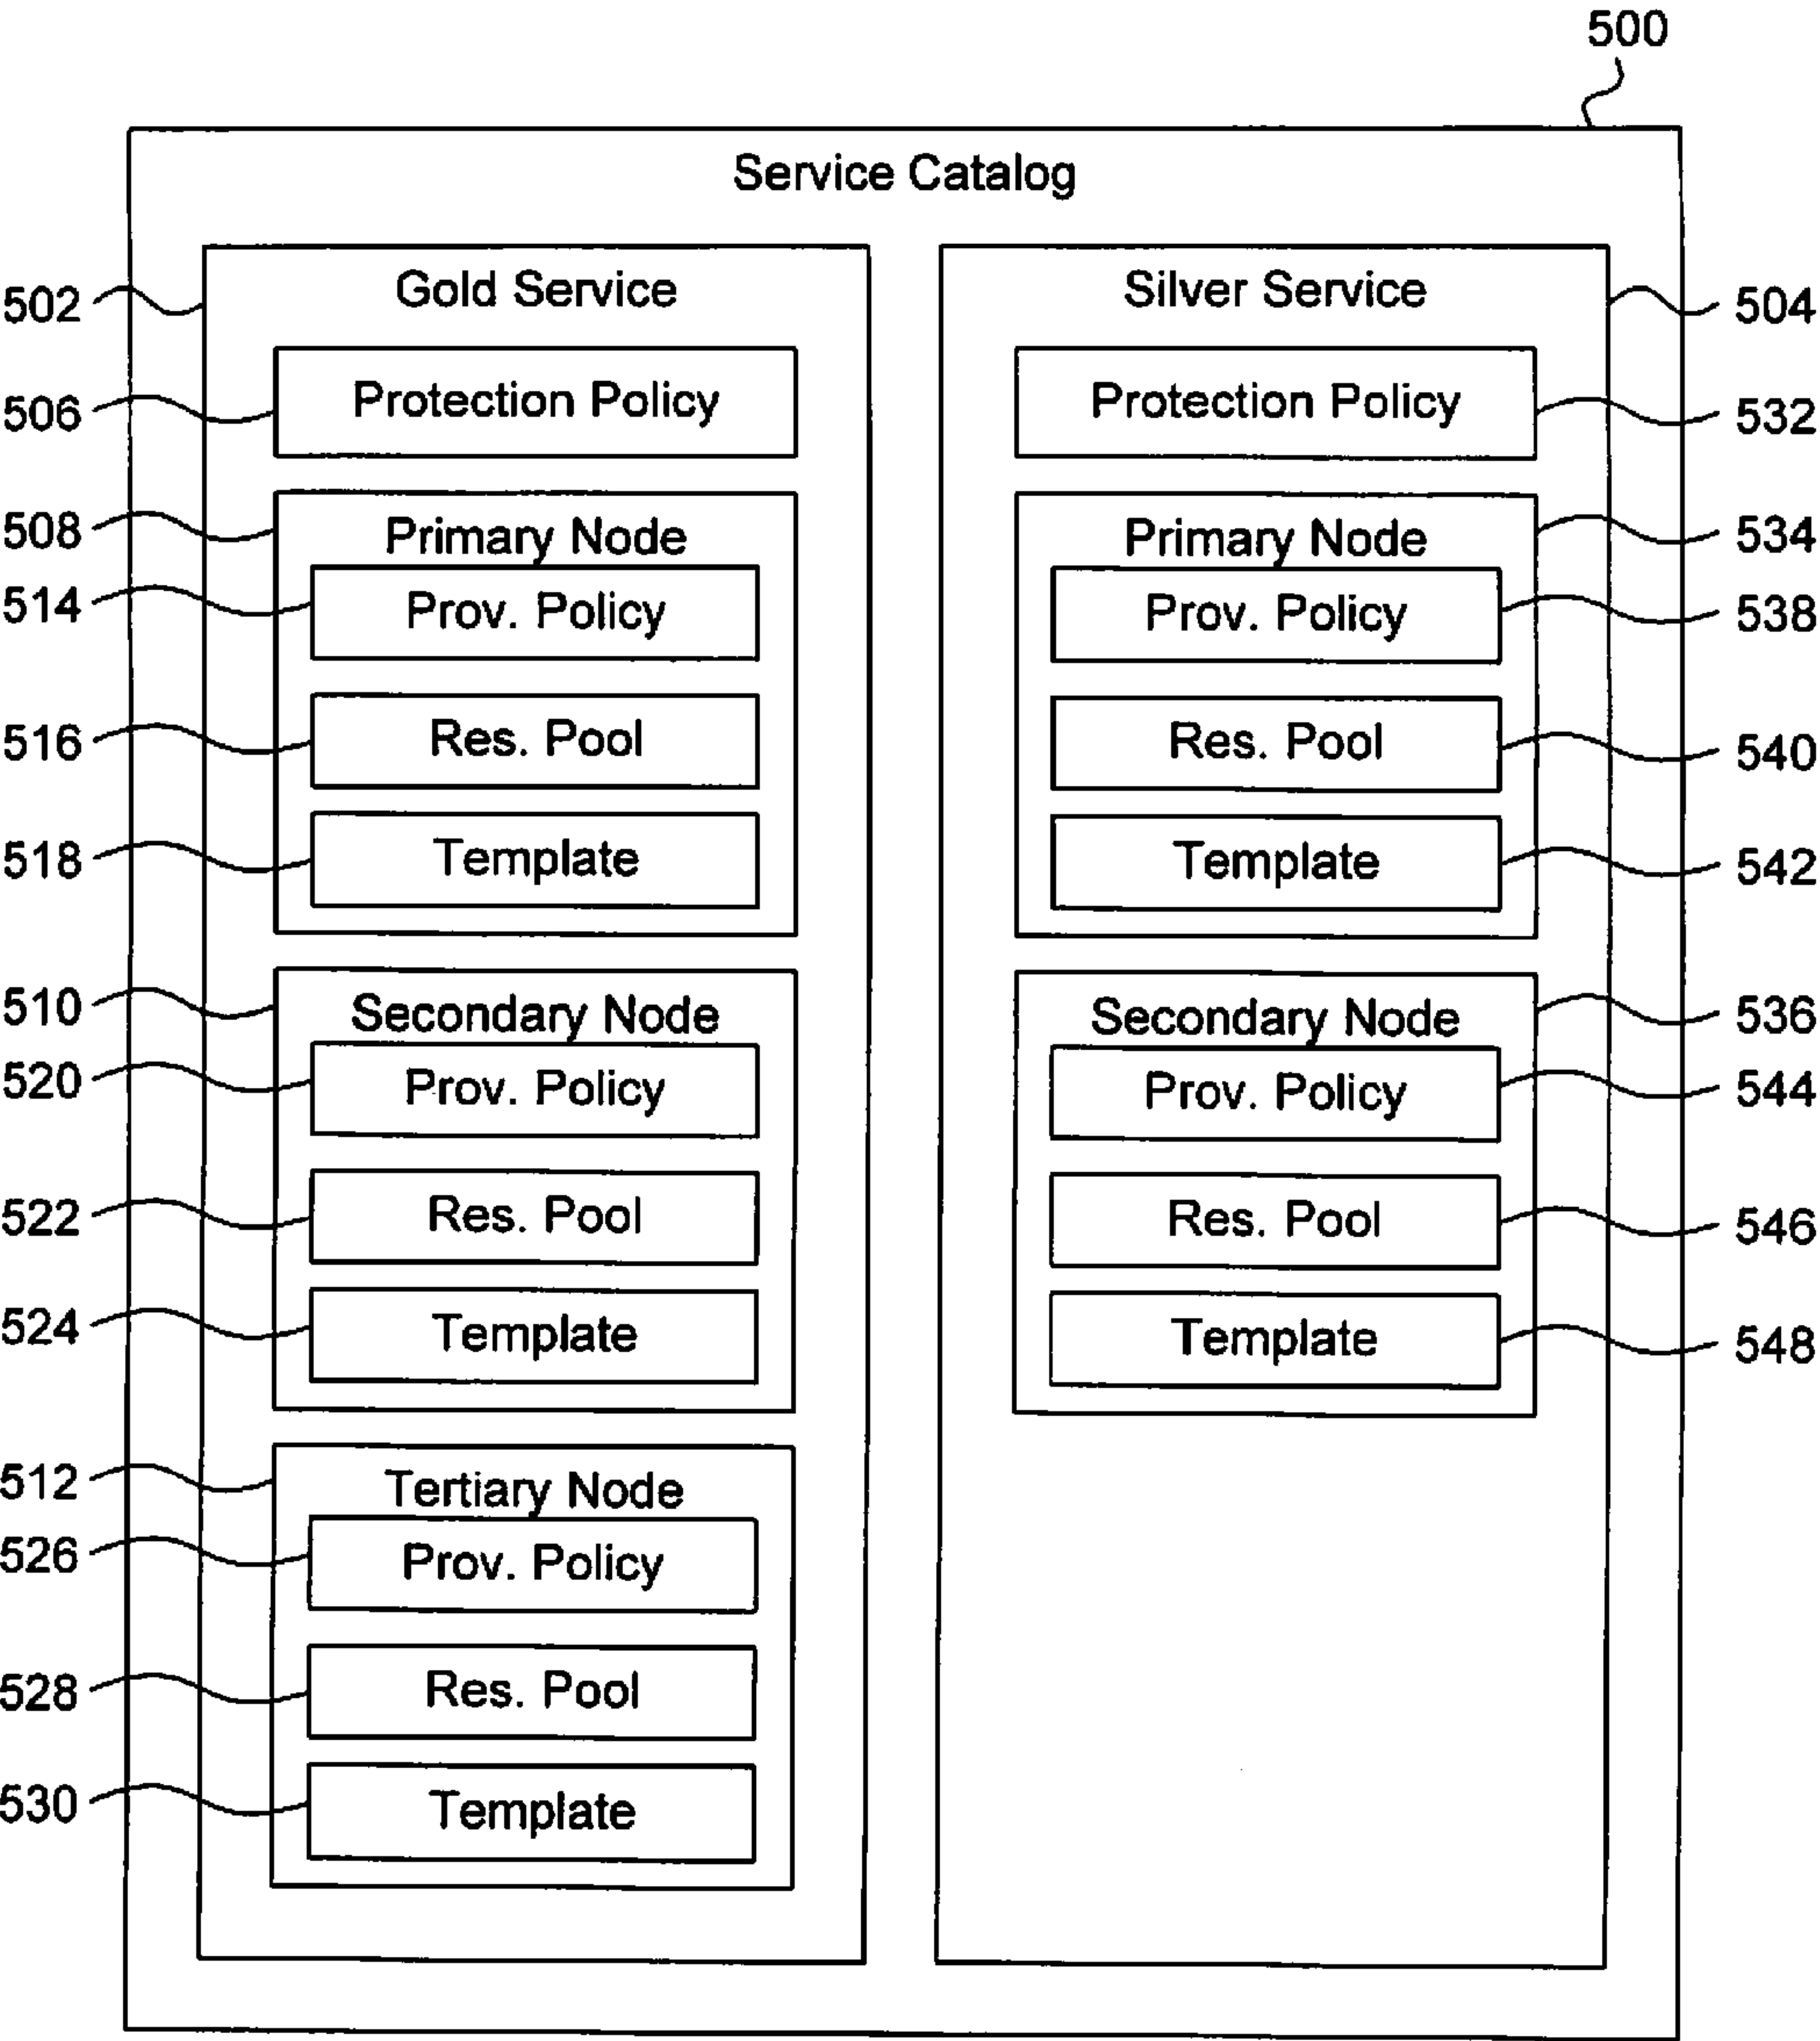 500
Service Catalog
Gold Service
502
Protection Policy
506
Primary Node
508
Prov. Policy
514
Res. Pool
516
Template
518
Secondary Node
510
Prov. Policy
520
Res. Pool
522
Template
524
Tertiary Node
512
Prov. Policy
526
Res. Pool
528
Template
530
Silver Service
504
Protection Policy
532
Primary Node
534
Prov. Policy
538
Res. Pool
540
Template
542
Secondary Node
536
Prov. Policy
544
Res. Pool
546
Template
548